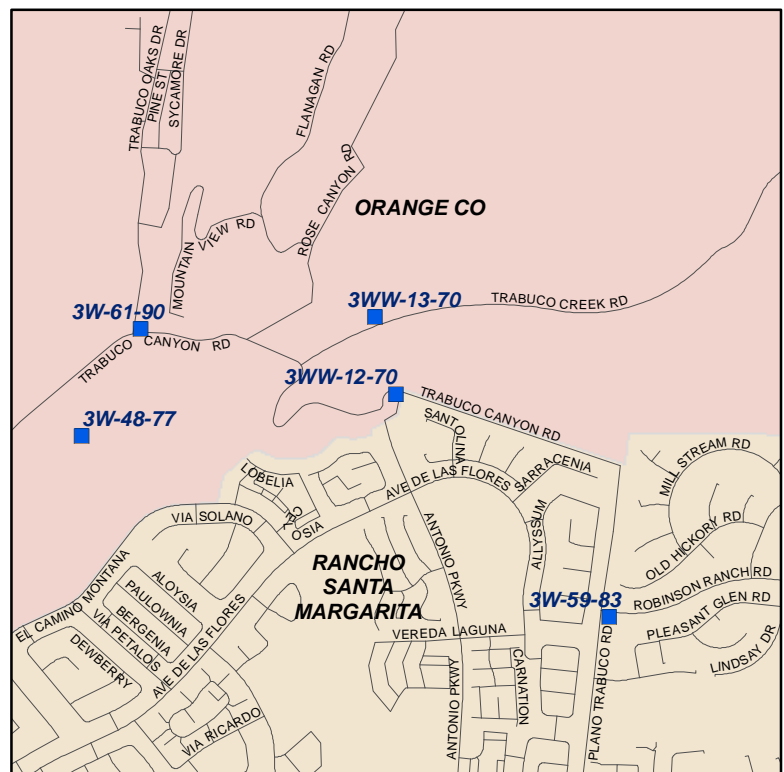 TRABUCO OAKS DR
PINE ST
SYCAMORE DR
FLANAGAN RD
ROSE CANYON RD
MOUNTAIN
VIEW RD
ORANGE CO
3W-61-90
3WW-13-70
TRABUCO CREEK RD
TRABUCO CANYON RD
3WW-12-70
TRABUCO CANYON RD
3W-48-77
SANTOLINA
MILL STREAM RD
LOBELIA
AVE DE LAS FLORES
SARRACENIA
VIA SOLANO
CIELO
VISO
ANTONIO PKWY
ALLYSSUM
OLD HICKORY RD
RANCHO
SANTA
MARGARITA
EL CAMINO MONTANA
ALOYSIA
PAULOWNIA
BERGENIA
VIA PETALOS
DEWBERRY
AVE DE LAS FLORES
3W-59-83
ROBINSON RANCH RD
PLEASANT GLEN RD
VEREDA LAGUNA
LINDSAY DR
CARNATION
PLANO TRABUCO RD
VIA RICARDO
ANTONIO PKWY